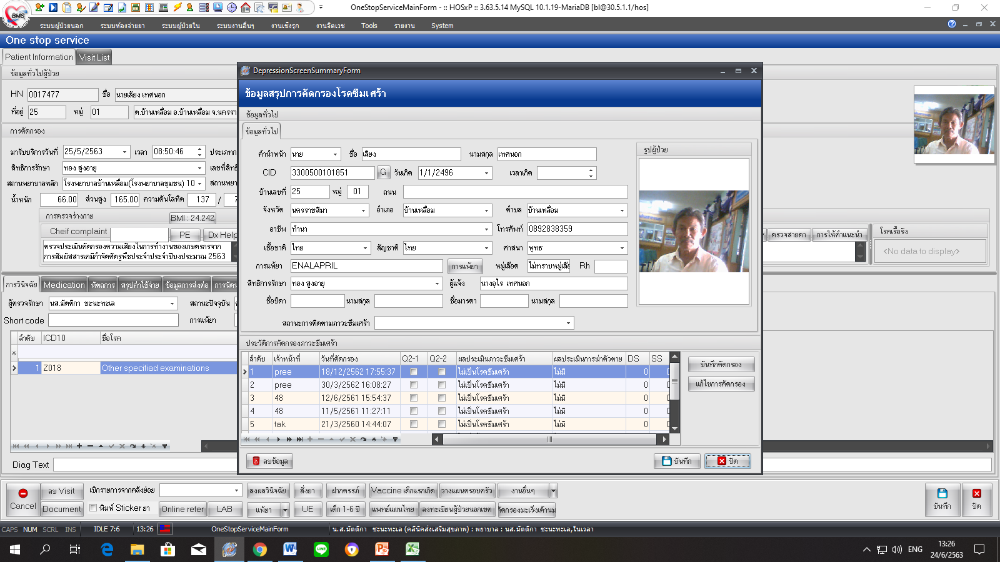 OneStopServiceMainForm - :: HOSxP :: 3.63.5.14 MySQL 10.1.19-MariaDB [bl@30.5.1.1/hos]
BMS
ระบบผู้ป่วยนอก ระบบห้องจ่ายยา ระบบผู้ป่วยใน ระบบงานอื่นๆ งานเชิงรุก งานจิตเวช Tools รายงาน System
One stop service
Patient Information Visit List
ข้อมูลทั่วไปผู้ป่วย
HN 0017477 ชื่อ นายเลียง เทศนอก
ที่อยู่ 25 หมู่ 01 ต.บ้านเหลื่อม อ.บ้านเหลื่อม จ.นครรา
การคัดกรอง
มารับบริการวันที่ 25/5/2563 เวลา 08:50:46 ประเภทก
สิทธิการรักษา ทอง สูงอายุ เลขที่สิทธิ
สถานพยาบาลหลัก โรงพยาบาลบ้านเหลื่อม(โรงพยาบาลชุมชน) 10 สถานพยา
น้ำหนัก 66.00 ส่วนสูง 165.00 ความดันโลหิต 137 / 7
การตรวจร่างกาย BMI : 24.242
Cheif complaint PE Dx Help
ตรวจประเมินคัดกรองความเสี่ยงในการทำงานของเกษตรกรจาก
การสัมผัสสารเคมีกำจัดศัตรูพืชประจำประจำปีงบประมาณ 2563
ตรวจสายตา การให้คำแนะนำ โรคเรื้อรัง
<No data to display>
การวินิจฉัย Medication หัตถการ สรุปค่าใช้จ่าย ข้อมูลการส่งต่อ การนัดห
ผู้ตรวจรักษา นส.มัตติกา ชะนะทะเล สถานะปัจจุบัน
Short code การแพ้ยา
ลำดับ ICD10 ชื่อโรค
1 Z018 Other specifiad examinations
Diag Text
DepressionScreenSummaryForm
ข้อมูลสรุปการคัดกรองโรคซึมเศร้า
ข้อมูลทั่วไป
ข้อมูลทั่วไป
คำนำหน้า นาย ชื่อ เลียง นามสกุล เทศนอก
CID 3300500101851 G วันเกิด 1/1/2496 เวลาเกิด
บ้านเลขที่ 25 หมู่ 01 ถนน
จังหวัด นครราชสีมา อำเภอ บ้านเหลื่อม ตำบล บ้านเหลื่อม
อาชีพ ทำนา โทรศัพท์ 0892838359
เชื้อชาติ ไทย สัญชาติ ไทย ศาสนา พุทธ
การแพ้ยา ENALAPRIL การแพ้ยา หมู่เลือด ไม่ทราบหมู่เลือ Rh
สิทธิการรักษา ทอง สูงอายุ ผู้แจ้ง นางอุไร เทศนอก
ชื่อบิดา นามสกุล ชื่อมารดา นามสกุล
สถานะการติดตามภาวะซึมเศร้า
รูปผู้ป่วย
ประวัติการคัดกรองภาวะซึมเศร้า
ลำดับ เจ้าหน้าที่ วันที่คัดกรอง Q2-1 Q2-2 ผลประเมินภาวะซึมเศร้า ผลประเมินการฆ่าตัวตาย DS SS
1 pree 18/12/2562 17:55:37 ไม่เป็นโรคซึมเศร้า ไม่มี 0 0
2 pree 30/3/2562 16:08:27 ไม่เป็นโรคซึมเศร้า ไม่มี 0 0
3 48 12/6/2561 15:54:37 ไม่เป็นโรคซึมเศร้า ไม่มี 0 0
4 48 11/5/2561 11:27:11 ไม่เป็นโรคซึมเศร้า ไม่มี 0 0
5 tak 21/3/2560 14:44:07 ไม่เป็นโรคซึมเศร้า ไม่มี 0 0
บันทึกคัดกรอง
แก้ไขการคัดกรอง
ลบข้อมูล บันทึก ปิด
Cancel ลบ Visit เบิกรายการจากคลังย่อย ลงผลวินิจฉัย สั่งยา ฝากครรภ์ Vaccine เด็กแรกเกิด วางแผนครอบครัว งานอื่นๆ
Document พิมพ์ Sticker ยา Online refer LAB แพ้ยา UE เด็ก 1-6 ปี แพทย์แผนไทย ลงทะเบียนผู้ป่วยนอกเขต คัดกรองมะเร็งเต้านม
บันทึก ปิด
CAPS NUM SCRL INS IDLE 7:6 13:26 OneStopServiceMainForm น.ส.มัตติกา ชะนะทะเล (คลินิคส่งเสริมสุขภาพ) : พยาบาล : นส.มัตติกา ชะนะทะเล,ในเวลา
ENG 13:26
24/6/2563